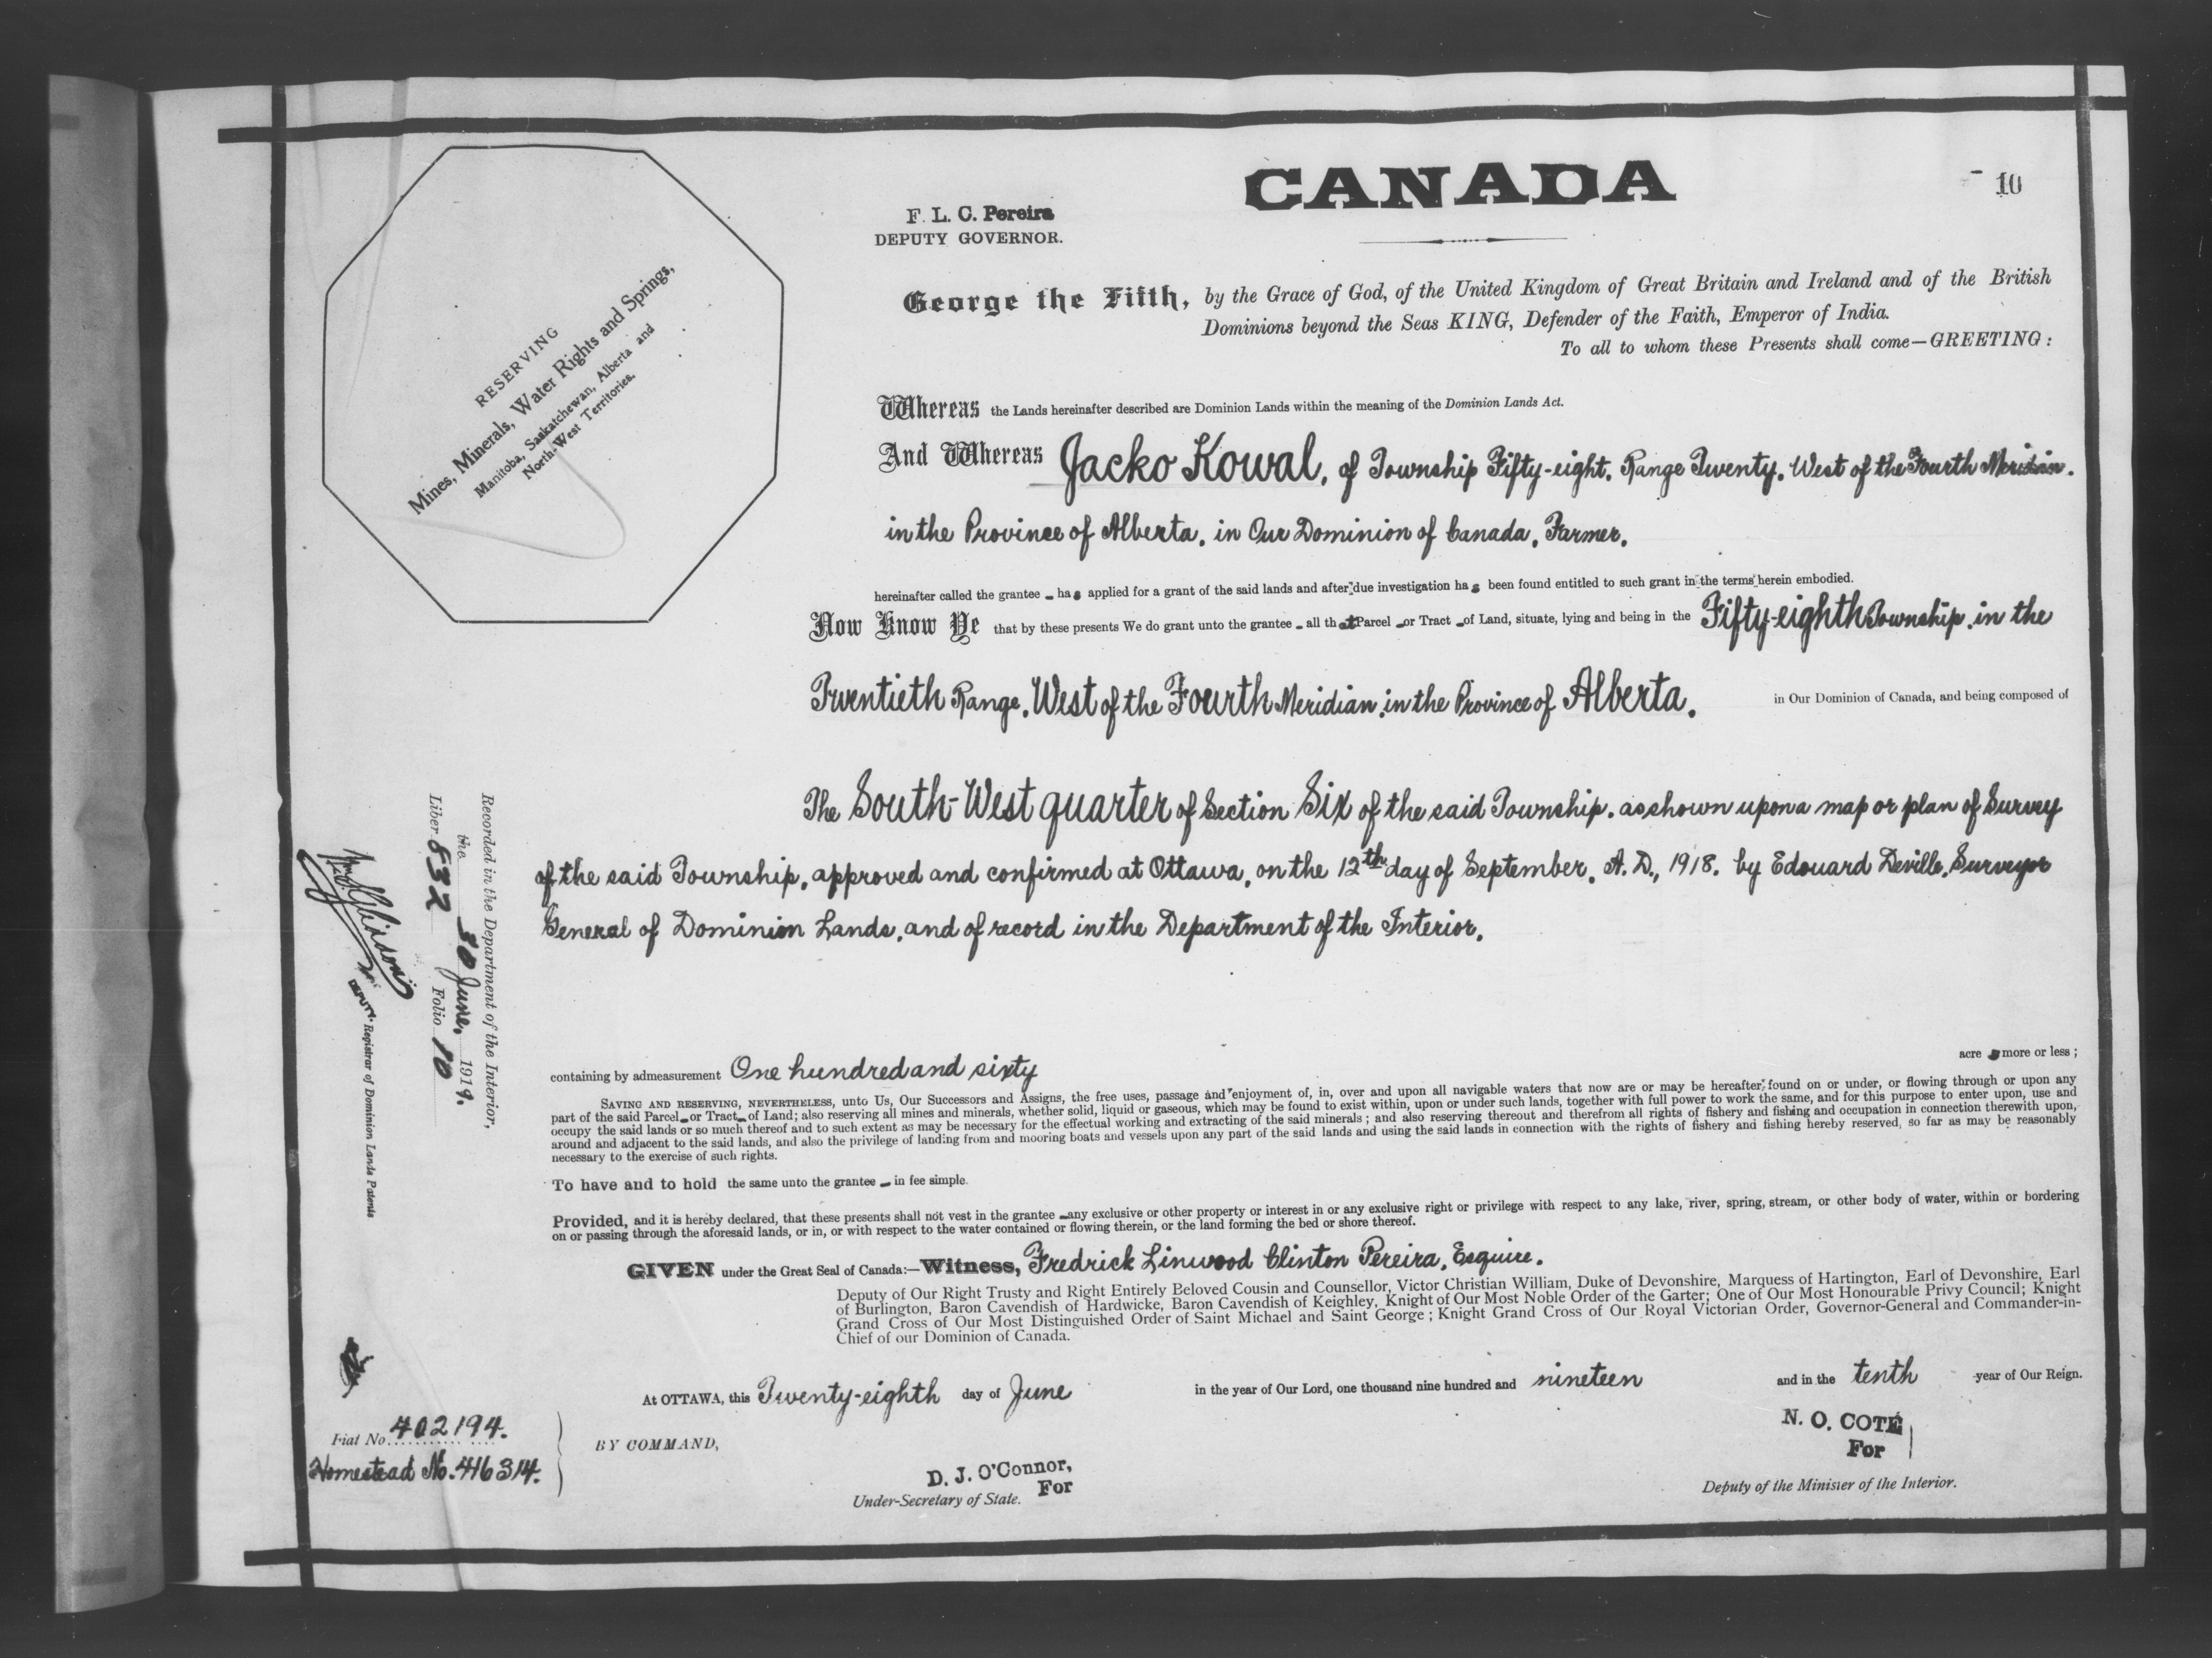 CANADA
10
F. L. C. Pereira
DEPUTY GOVERNOR.
RESERVING
Mines, Minerals, Water Rights and Springs,
Manitoba, Saskatchewan, Alberta and
North-West Territories.
George the Fifth, by the Grace of God, of the United Kingdom of Great Britain and Ireland and of the British
Dominions beyond the Seas KING, Defender of the Faith, Emperor of India.
To all to whom these Presents shall come—GREETING:
Whereas the Lands hereinafter described are Dominion Lands within the meaning of the Dominion Lands Act.
And Whereas Jacko Kowal, of Township Fifty-eight, Range Twenty, West of the Fourth Meridian,
in the Province of Alberta, in Our Dominion of Canada, Farmer,
hereinafter called the grantee - has applied for a grant of the said lands and after due investigation has been found entitled to such grant in the terms herein embodied.
Now Know Ye that by these presents We do grant unto the grantee - all that Parcel - or Tract - of Land, situate, lying and being in the Fifty-eighth Township, in the
Twentieth Range, West of the Fourth Meridian, in the Province of Alberta, in Our Dominion of Canada, and being composed of
The South-West quarter of Section Six of the said Township, as shown upon a map or plan of Survey
of the said Township, approved and confirmed at Ottawa, on the 12th day of September, A.D., 1918, by Edouard Deville, Surveyor
General of Dominion Lands, and of record in the Department of the Interior.
Recorded in the Department of the Interior,
the 30 June, 1919.
Liber 532 Folio 10
DEPUTY Registrar of Dominion Lands Patents
containing by admeasurement One hundred and sixty acres more or less;
SAVING AND RESERVING, NEVERTHELESS, unto Us, Our Successors and Assigns, the free uses, passage and enjoyment of, in, over and upon all navigable waters that now are or may be hereafter found on or under, or flowing through or upon any
part of the said Parcel - or Tract - of Land; also reserving all mines and minerals, whether solid, liquid or gaseous, which may be found to exist within, upon or under such lands, together with full power to work the same, and for this purpose to enter upon, use and
occupy the said lands or so much thereof and to such extent as may be necessary for the effectual working and extracting of the said minerals; and also reserving thereout and therefrom all rights of fishery and fishing and occupation in connection therewith upon,
around and adjacent to the said lands, and also the privilege of landing from and mooring boats and vessels upon any part of the said lands and using the said lands in connection with the rights of fishery and fishing hereby reserved, so far as may be reasonably
necessary to the exercise of such rights.
To have and to hold the same unto the grantee - in fee simple.
Provided, and it is hereby declared, that these presents shall not vest in the grantee - any exclusive or other property or interest in or any exclusive right or privilege with respect to any lake, river, spring, stream, or other body of water, within or bordering
on or passing through the aforesaid lands, or in, or with respect to the water contained or flowing therein, or the land forming the bed or shore thereof.
GIVEN under the Great Seal of Canada:—Witness, Fredrick Linwood Clinton Pereira, Esquire.
Deputy of Our Right Trusty and Right Entirely Beloved Cousin and Counsellor, Victor Christian William, Duke of Devonshire, Marquess of Hartington, Earl of Devonshire, Earl
of Burlington, Baron Cavendish of Hardwicke, Baron Cavendish of Keighley, Knight of Our Most Noble Order of the Garter; One of Our Most Honourable Privy Council; Knight
Grand Cross of Our Most Distinguished Order of Saint Michael and Saint George; Knight Grand Cross of Our Royal Victorian Order, Governor-General and Commander-in-
Chief of our Dominion of Canada.
At OTTAWA, this Twenty-eighth day of June in the year of Our Lord, one thousand nine hundred and nineteen and in the tenth year of Our Reign.
Fiat No. 402194.
Homestead No. 416314.
BY COMMAND,
D. J. O'Connor,
For
Under-Secretary of State.
N. O. COTÉ
For
Deputy of the Minister of the Interior.